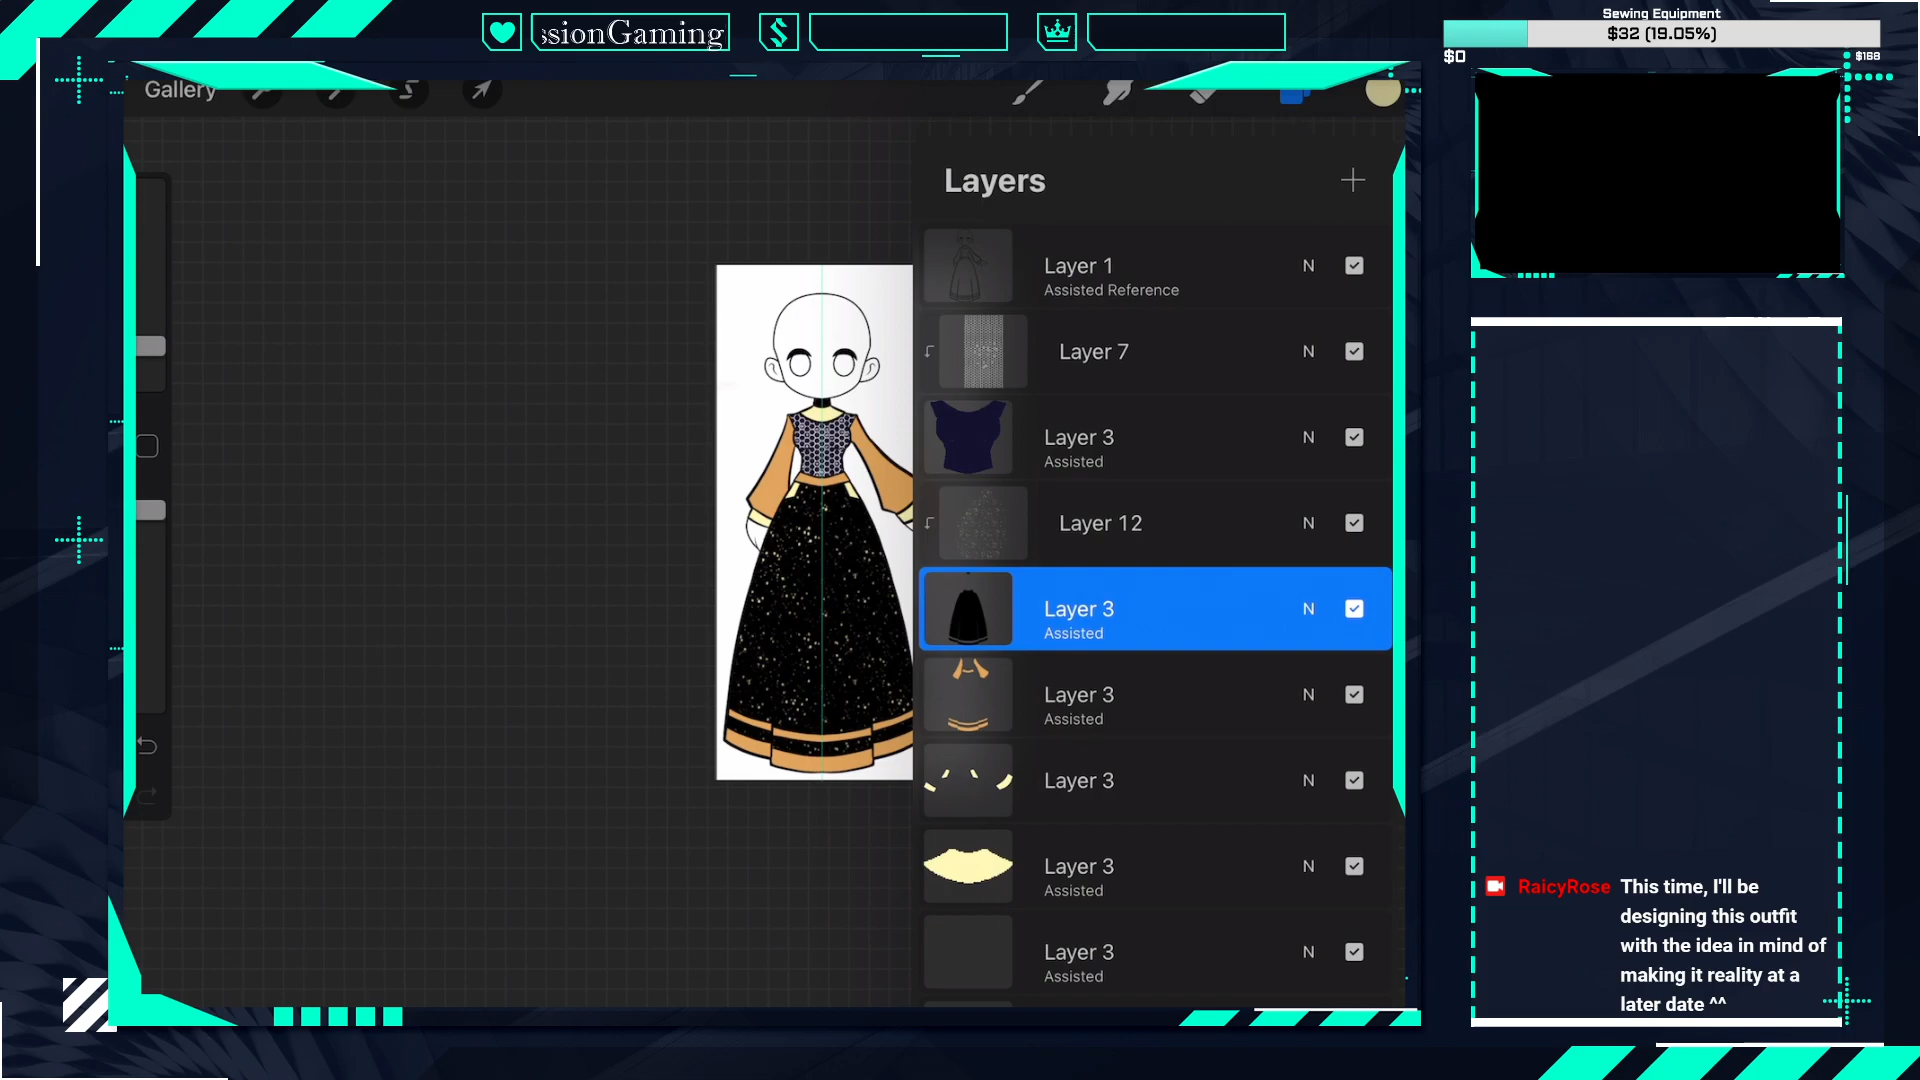 ssionGaming
Sewing Equipment
$32 (19.05%)
$0
$168
Gallery
Layers
Layer 1
N
Assisted Reference
Layer 7
N
Layer 3
N
Assisted
Layer 12
N
Layer 3
N
Assisted
Layer 3
N
Assisted
Layer 3
N
Layer 3
N
Assisted
Layer 3
N
Assisted
RaicyRose This time, I'll be
designing this outfit
with the idea in mind of
making it reality at a
later date ^^